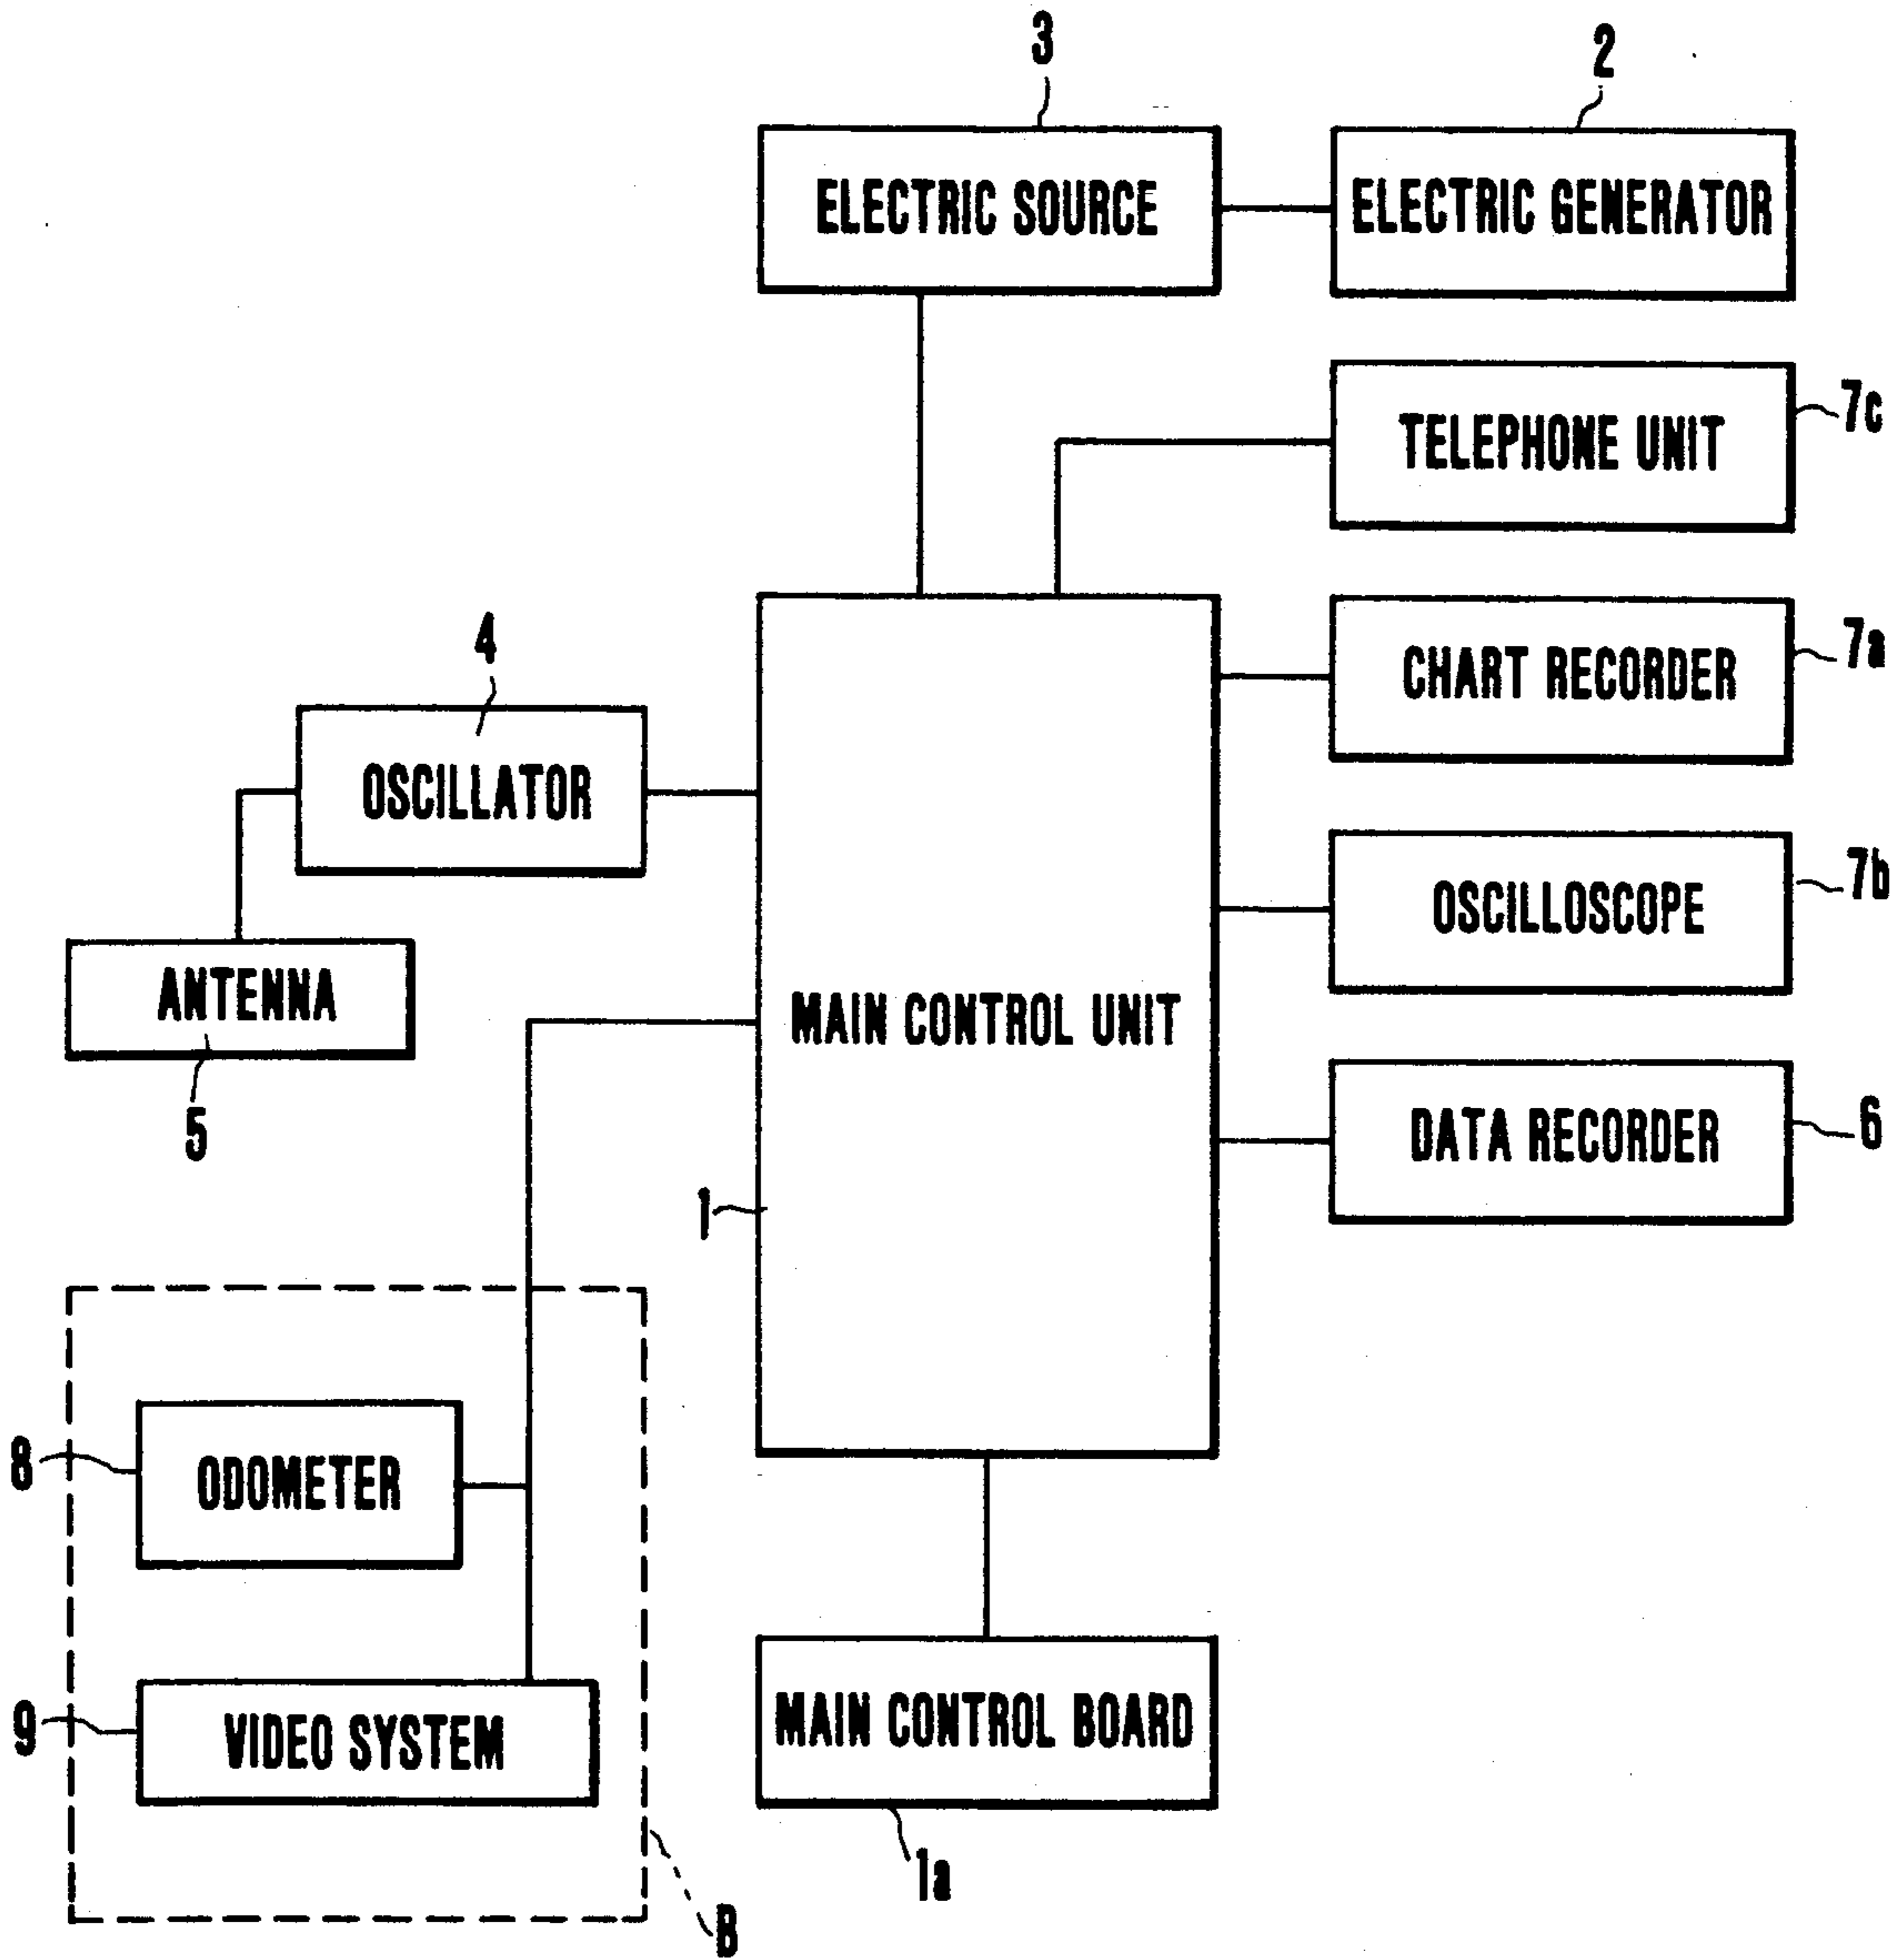 3
2
ELECTRIC SOURCE
ELECTRIC GENERATOR
7c
TELEPHONE UNIT
4
7a
CHART RECORDER
OSCILLATOR
7b
OSCILLOSCOPE
ANTENNA
MAIN CONTROL UNIT
5
6
DATA RECORDER
1
8
ODOMETER
9
VIDEO SYSTEM
MAIN CONTROL BOARD
1a
B